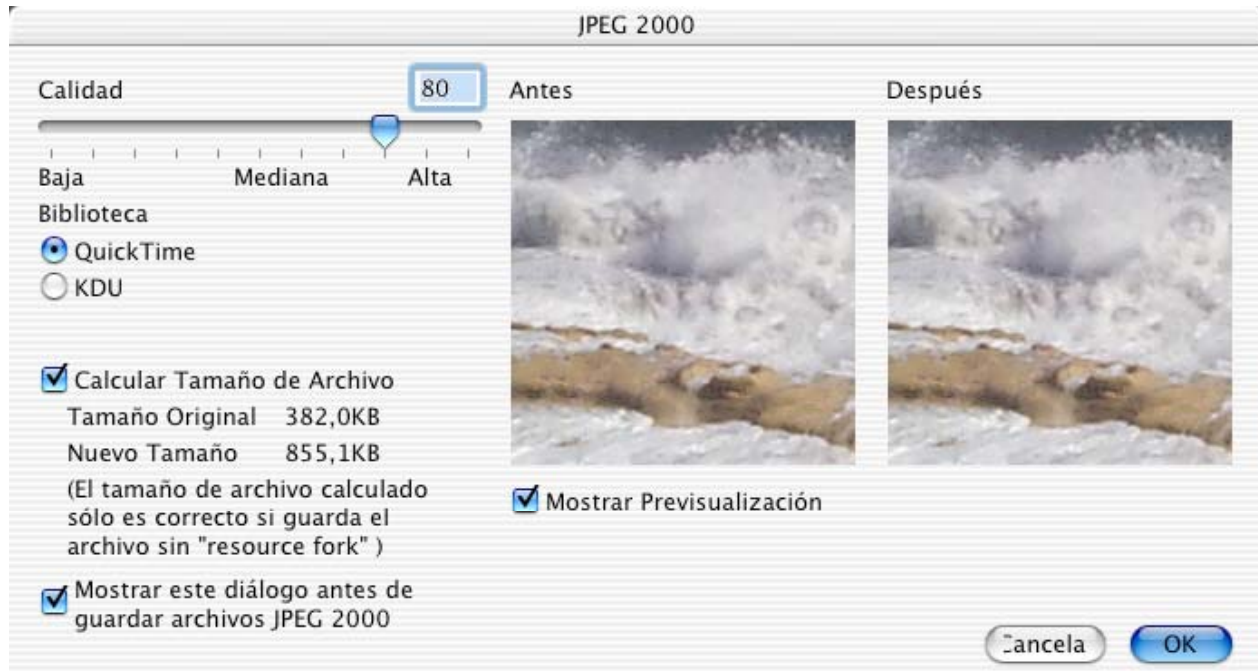 JPEG 2000
Calidad
80
Baja
Mediana
Alta
Biblioteca
QuickTime
KDU
Calcular Tamaño de Archivo
Tamaño Original 382,0KB
Nuevo Tamaño 855,1KB
(El tamaño de archivo calculado
sólo es correcto si guarda el
archivo sin "resource fork" )
Mostrar este diálogo antes de
guardar archivos JPEG 2000
Antes
Después
Mostrar Previsualización
Cancela
OK